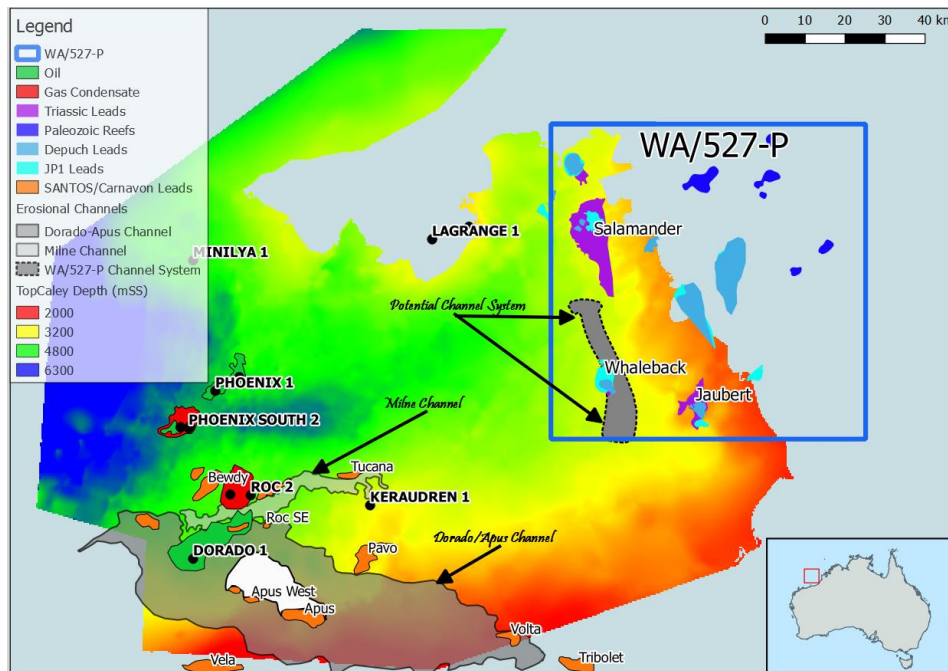 Legend
WA/527-P
Oil
Gas Condensate
Triassic Leads
Paleozoic Reefs
Depuch Leads
JP1 Leads
SANTOS/Carnavon Leads
Erosional Channels
Dorado-Apus Channel
Milne Channel
WA/527-P Channel System
TopCaley Depth (mSS)
2000
3200
4800
6300
0 10 20 30 40 km
WA/527-P
Salamander
LAGRANGE 1
MINILYA 1
Potential Channel System
Whaleback
Jaubert
PHOENIX 1
PHOENIX SOUTH 2
Milne Channel
Tucana
Bewdy
ROC 2
KERAUDREN 1
Roc SE
Dorado/Apus Channel
DORADO 1
Pavo
Apus West
Apus
Volta
Vela
Tribolet